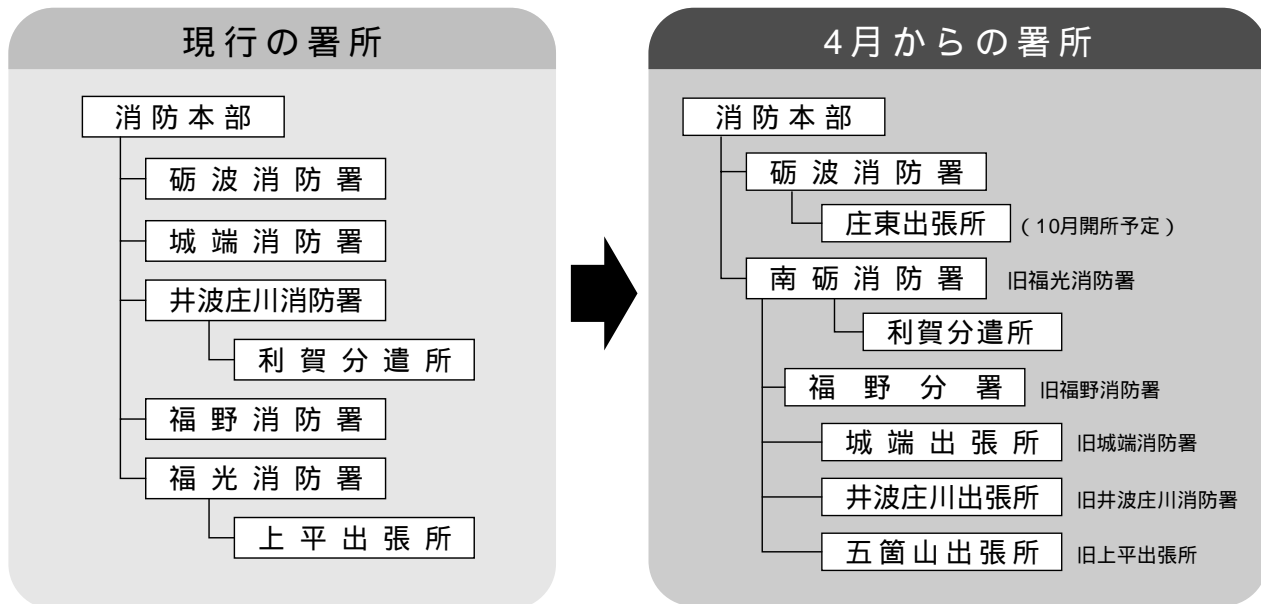 現行の署所
消防本部
砺波消防署
城端消防署
井波庄川消防署
利賀分遣所
福野消防署
福光消防署
上平出張所
4月からの署所
消防本部
砺波消防署
庄東出張所 (10月開所予定)
南砺消防署 旧福光消防署
利賀分遣所
福野分署 旧福野消防署
城端出張所 旧城端消防署
井波庄川出張所 旧井波庄川消防署
五箇山出張所 旧上平出張所